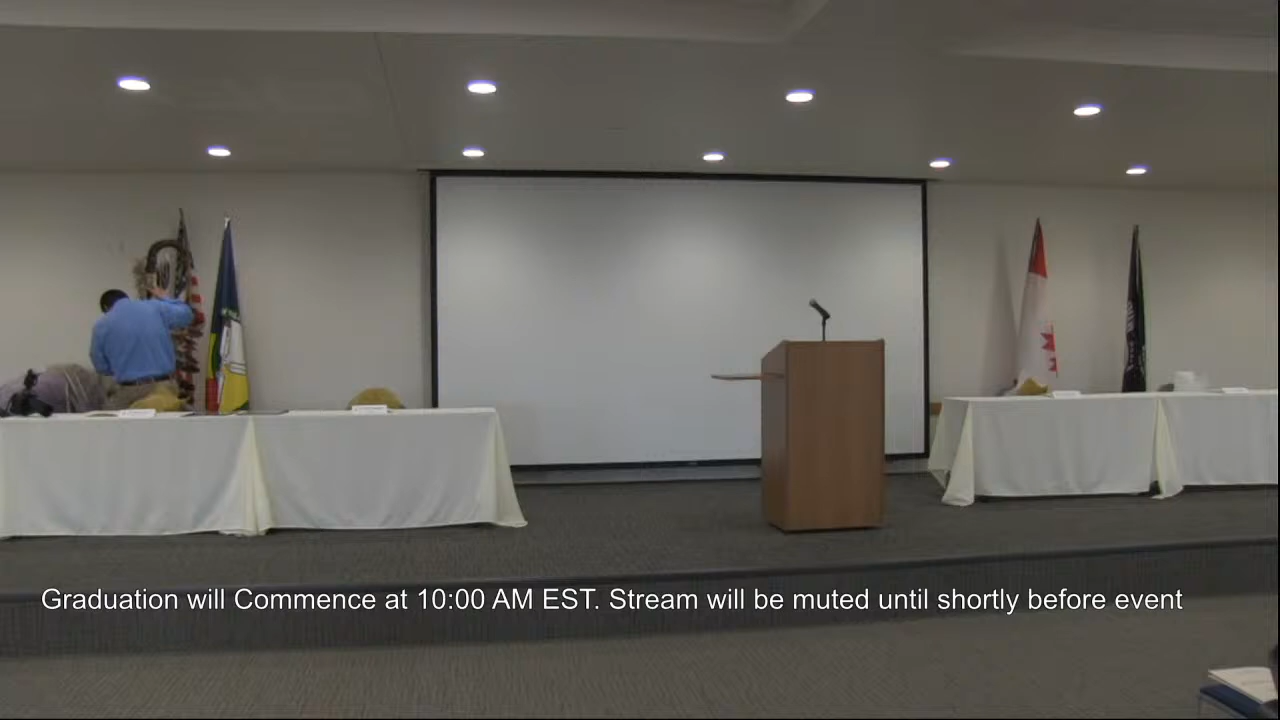 Graduation will Commence at 10:00 AM EST. Stream will be muted until shortly before event